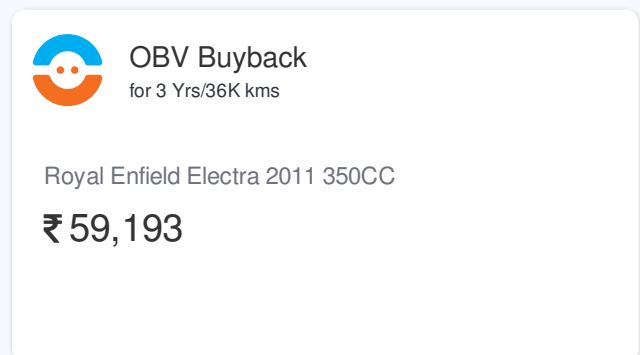 OBV Buyback
for 3 Yrs/36K kms
Royal Enfield Electra 2011 350CC
₹ 59,193